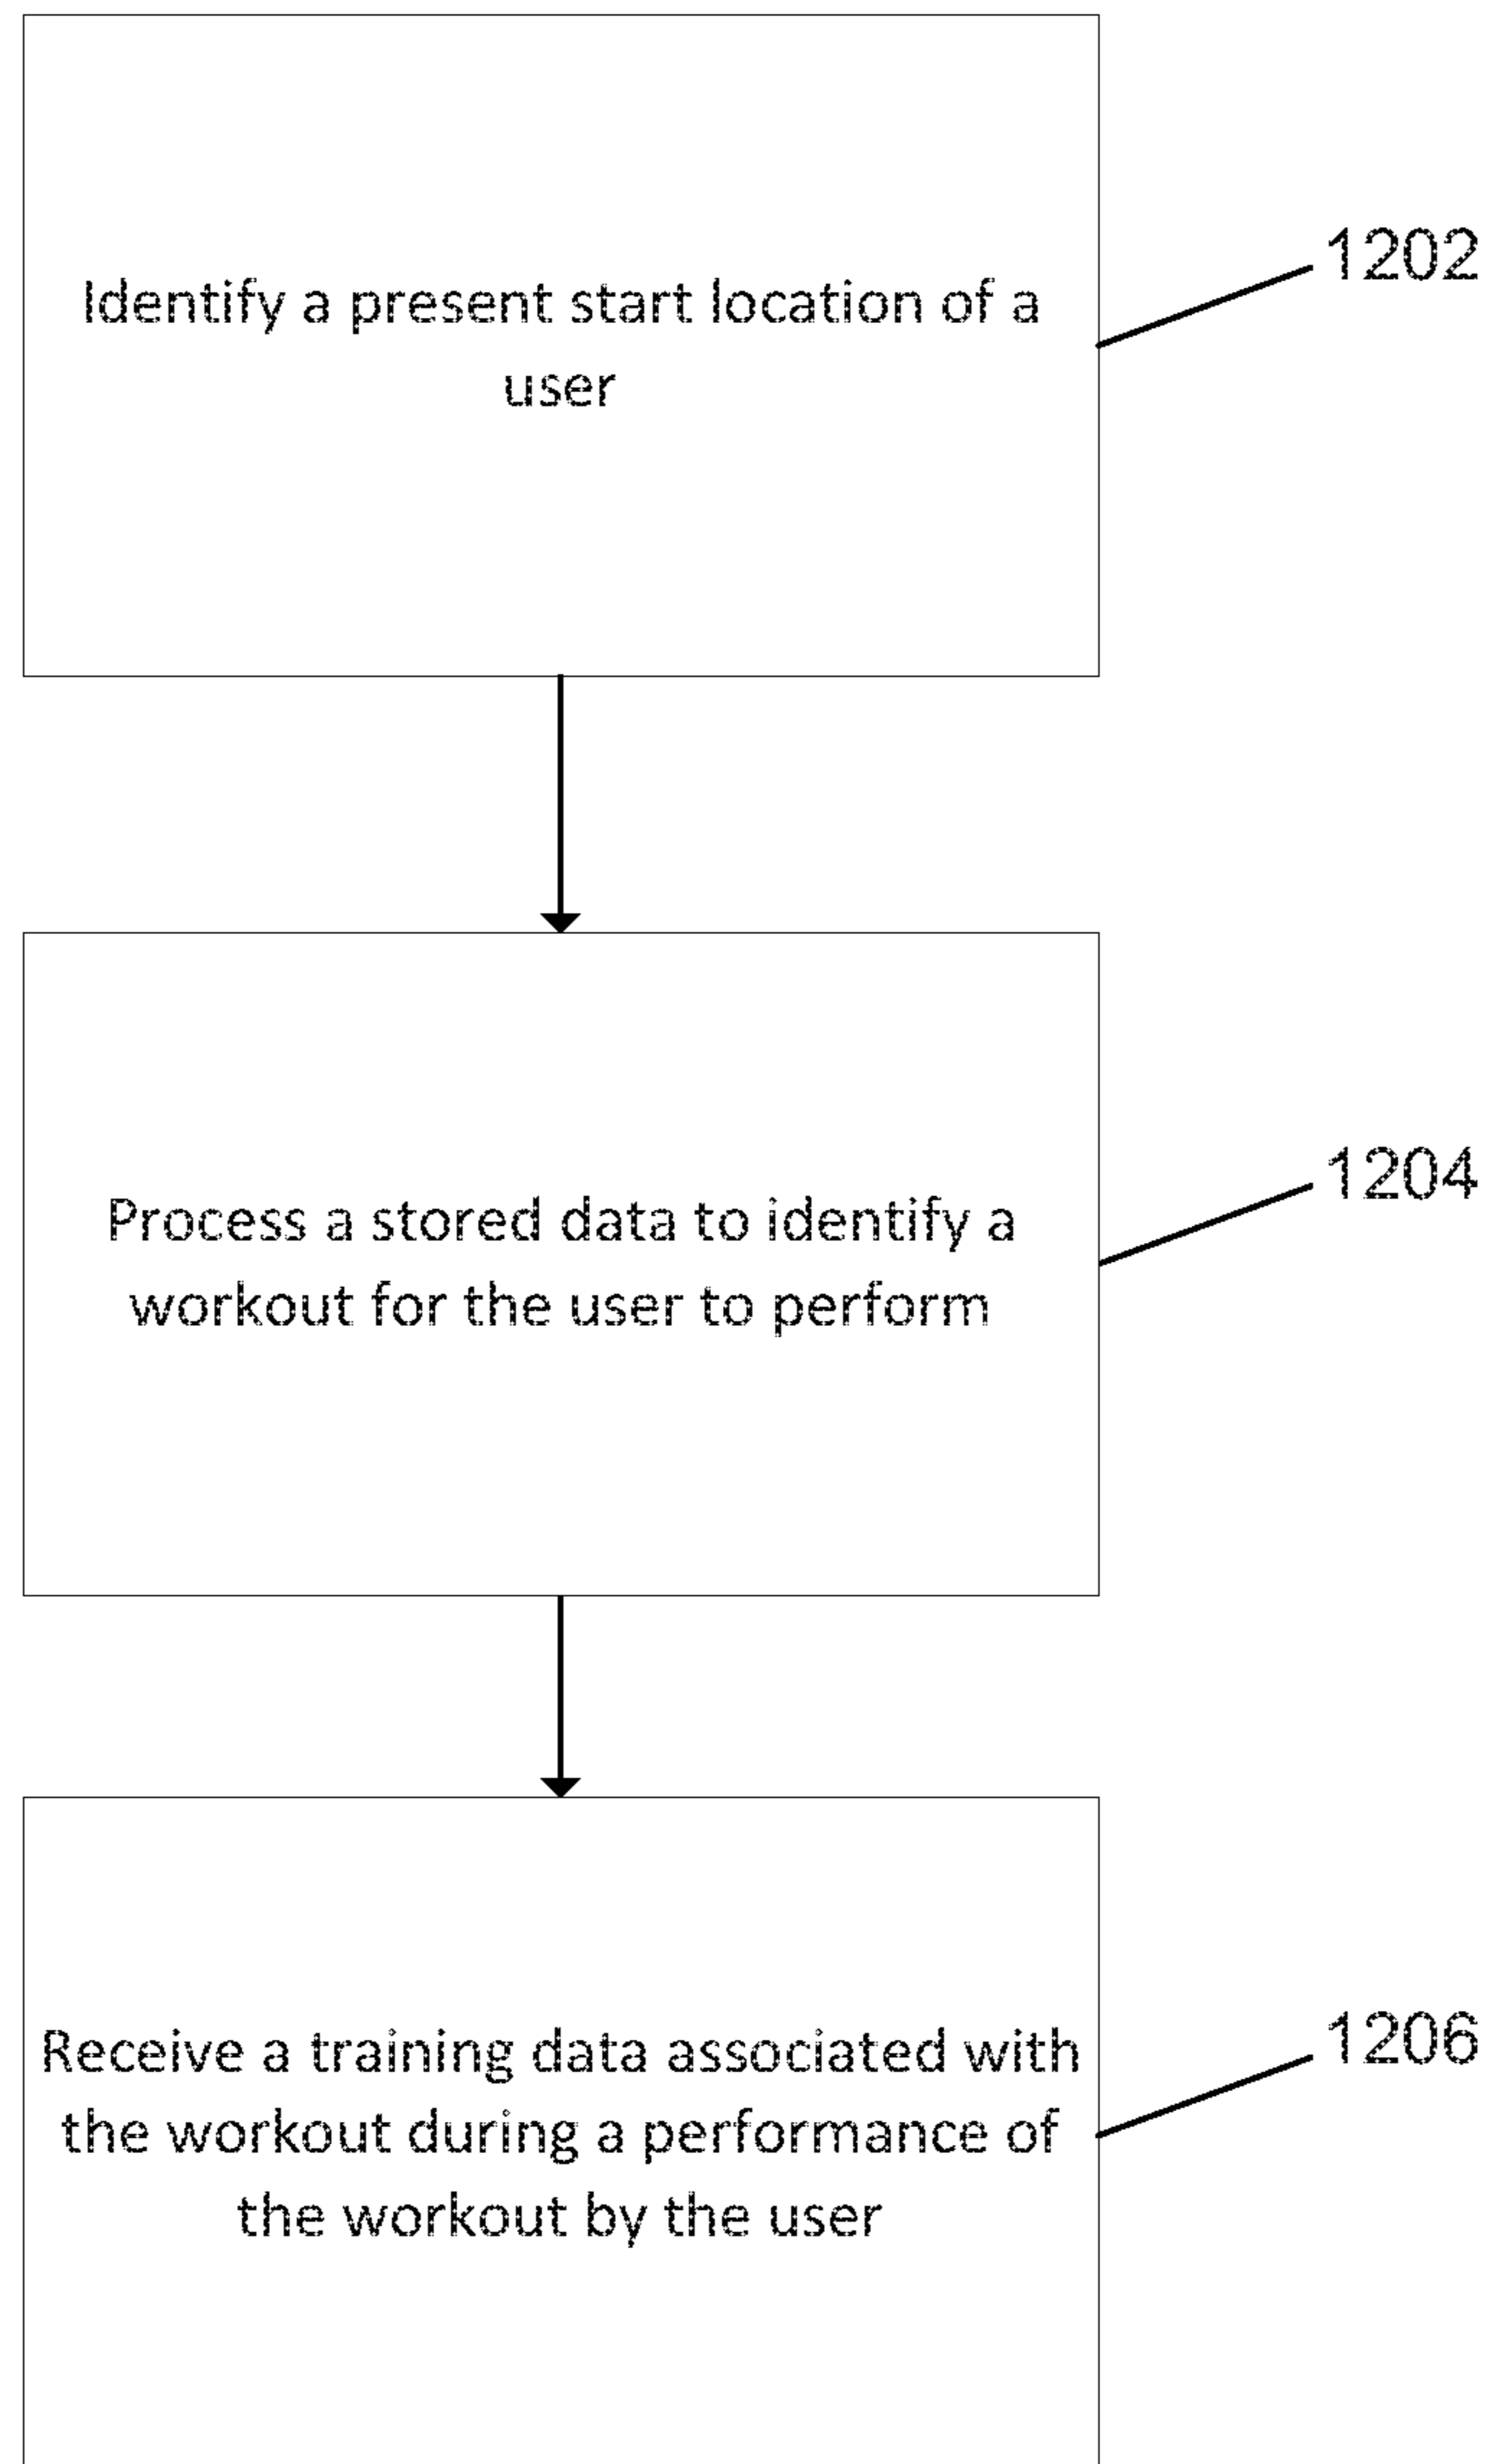 Identify a present start location of a
user
1202
Process a stored data to identify a
workout for the user to perform
1204
Receive a training data associated with
the workout during a performance of
the workout by the user
1206